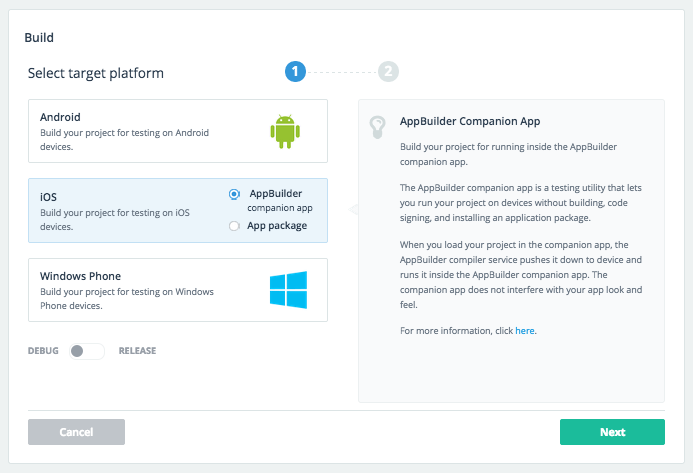 Build
Select target platform
1
2
Android
Build your project for testing on Android
devices.
iOS
Build your project for testing on iOS
devices.
AppBuilder
companion app
App package
Windows Phone
Build your project for testing on Windows
Phone devices.
DEBUG
RELEASE
AppBuilder Companion App
Build your project for running inside the AppBuilder
companion app.
The AppBuilder companion app is a testing utility that lets
you run your project on devices without building, code
signing, and installing an application package.
When you load your project in the companion app, the
AppBuilder compiler service pushes it down to device and
runs it inside the AppBuilder companion app. The
companion app does not interfere with your app look and
feel.
For more information, click here.
Cancel
Next